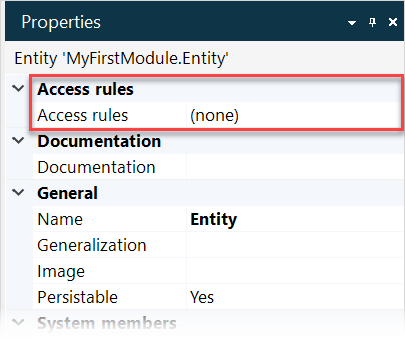 Properties
Entity 'MyFirstModule.Entity'
Access rules
Access rules (none)
Documentation
Documentation
General
Name Entity
Generalization
Image
Persistable Yes
System members